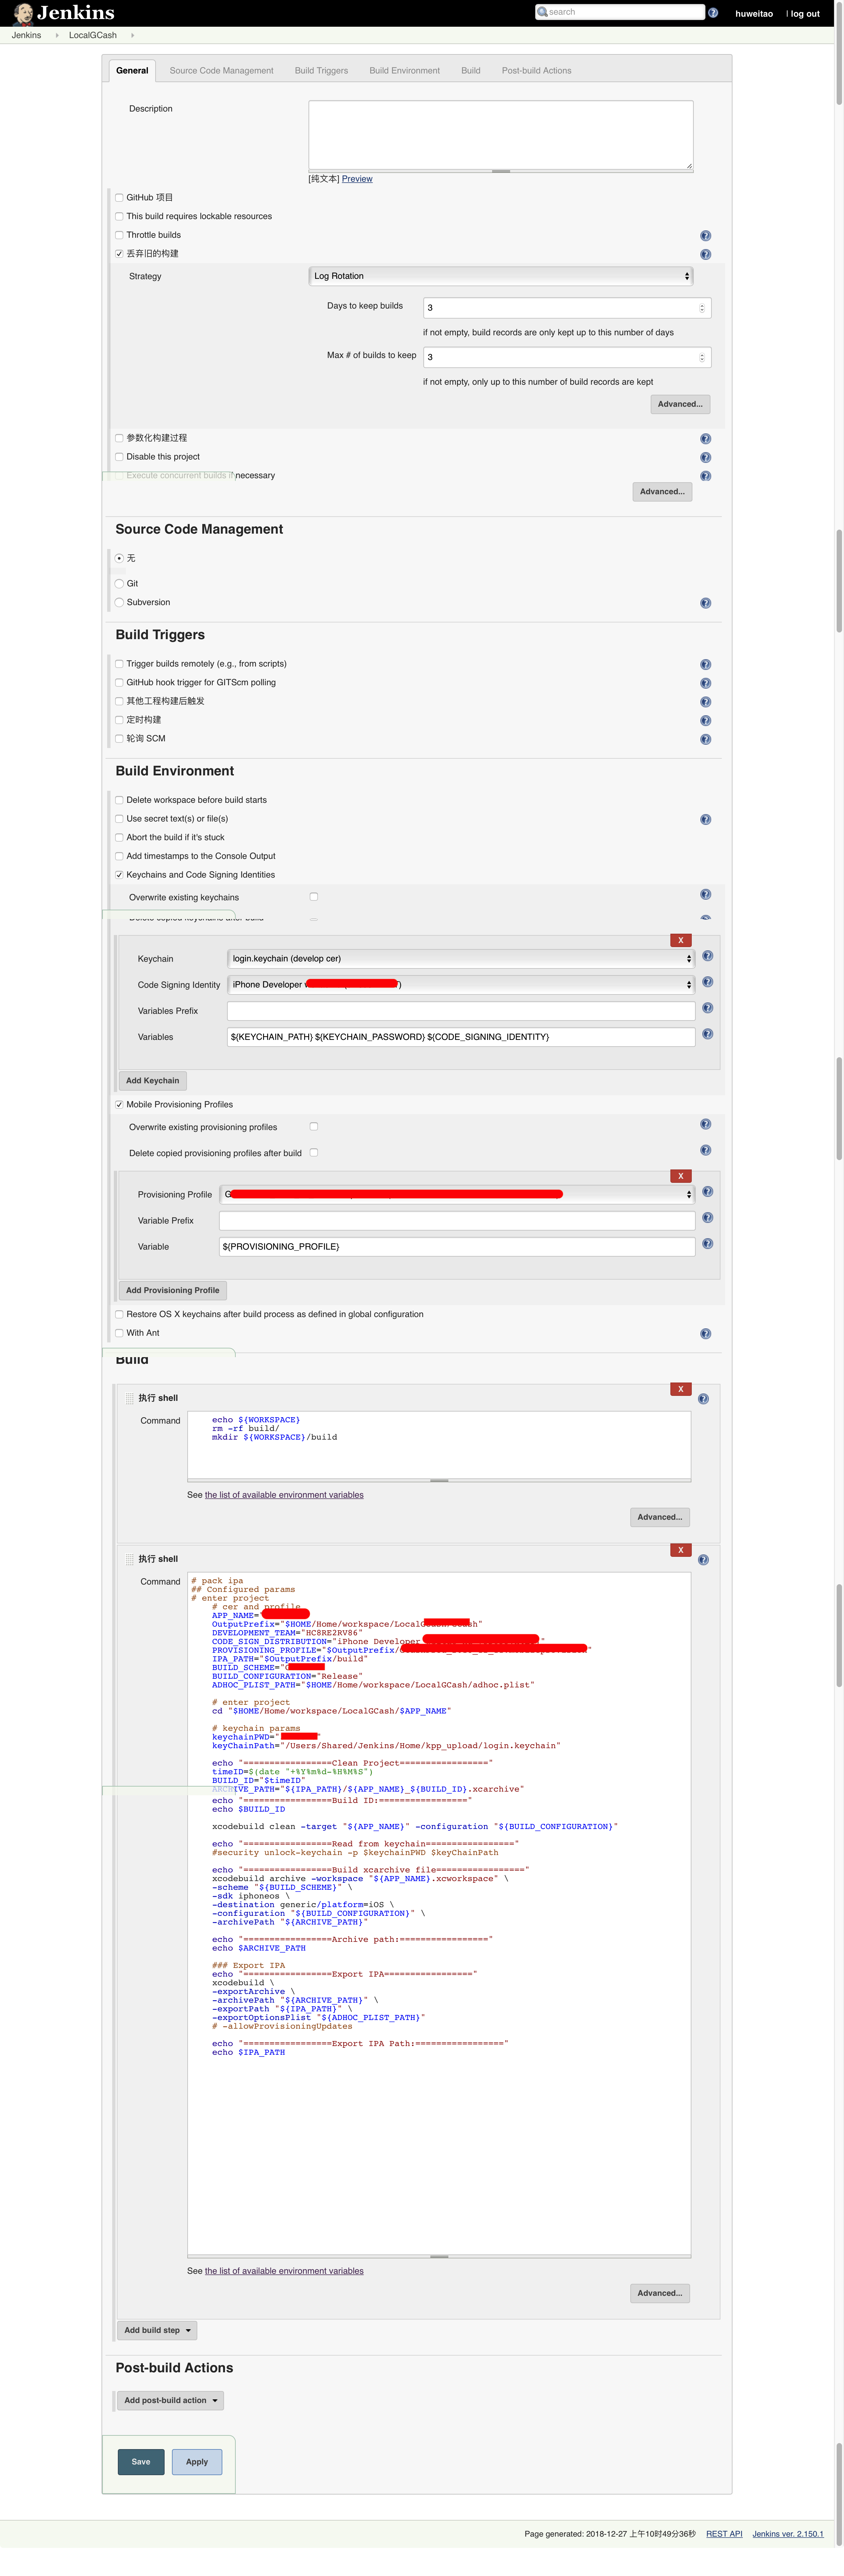 Jenkins
search
huweitao
| log out
Jenkins
LocalGCash
General
Source Code Management
Build Triggers
Build Environment
Build
Post-build Actions
Description
[纯文本] Preview
GitHub 项目
This build requires lockable resources
Throttle builds
丢弃旧的构建
Strategy
Log Rotation
Days to keep builds
3
if not empty, build records are only kept up to this number of days
Max # of builds to keep
3
if not empty, only up to this number of build records are kept
Advanced...
参数化构建过程
Disable this project
Execute concurrent builds if necessary
Advanced...
Source Code Management
无
Git
Subversion
Build Triggers
Trigger builds remotely (e.g., from scripts)
GitHub hook trigger for GITScm polling
其他工程构建后触发
定时构建
轮询 SCM
Build Environment
Delete workspace before build starts
Use secret text(s) or file(s)
Abort the build if it's stuck
Add timestamps to the Console Output
Keychains and Code Signing Identities
Overwrite existing keychains
Delete copied keychains after build
X
Keychain
login.keychain (develop cer)
Code Signing Identity
iPhone Developer
Variables Prefix
Variables
${KEYCHAIN_PATH} ${KEYCHAIN_PASSWORD} ${CODE_SIGNING_IDENTITY}
Add Keychain
Mobile Provisioning Profiles
Overwrite existing provisioning profiles
Delete copied provisioning profiles after build
X
Provisioning Profile
G
Variable Prefix
Variable
${PROVISIONING_PROFILE}
Add Provisioning Profile
Restore OS X keychains after build process as defined in global configuration
With Ant
Build
X
执行 shell
Command
echo ${WORKSPACE}
rm -rf build/
mkdir ${WORKSPACE}/build
See the list of available environment variables
Advanced...
X
执行 shell
Command
# pack ipa
## Configured params
# enter project
# cer and profile
APP_NAME="
OutputPrefix="$HOME/Home/workspace/Local
DEVELOPMENT_TEAM="HC8RE2RV86"
CODE_SIGN_DISTRIBUTION="iPhone Developer "
PROVISIONING_PROFILE="$OutputPrefix/ "
IPA_PATH="$OutputPrefix/build"
BUILD_SCHEME="
BUILD_CONFIGURATION="Release"
ADHOC_PLIST_PATH="$HOME/Home/workspace/LocalGCash/adhoc.plist"
# enter project
cd "$HOME/Home/workspace/LocalGCash/$APP_NAME"
# keychain params
keychainPWD=" "
keyChainPath="/Users/Shared/Jenkins/Home/kpp_upload/login.keychain"
echo "=================Clean Project================="
timeID=$(date "+%Y%m%d-%H%M%S")
BUILD_ID="$timeID"
ARCHIVE_PATH="${IPA_PATH}/${APP_NAME}_${BUILD_ID}.xcarchive"
echo "=================Build ID:================="
echo $BUILD_ID
xcodebuild clean -target "${APP_NAME}" -configuration "${BUILD_CONFIGURATION}"
echo "=================Read from keychain================="
#security unlock-keychain -p $keychainPWD $keyChainPath
echo "=================Build xcarchive file================="
xcodebuild archive -workspace "${APP_NAME}.xcworkspace" \
-scheme "${BUILD_SCHEME}" \
-sdk iphoneos \
-destination generic/platform=iOS \
-configuration "${BUILD_CONFIGURATION}" \
-archivePath "${ARCHIVE_PATH}"
echo "=================Archive path:================="
echo $ARCHIVE_PATH
### Export IPA
echo "=================Export IPA================="
xcodebuild \
-exportArchive \
-archivePath "${ARCHIVE_PATH}" \
-exportPath "${IPA_PATH}" \
-exportOptionsPlist "${ADHOC_PLIST_PATH}"
# -allowProvisioningUpdates
echo "=================Export IPA Path:================="
echo $IPA_PATH
See the list of available environment variables
Advanced...
Add build step
Post-build Actions
Add post-build action
Save
Apply
Page generated: 2018-12-27 上午10时49分36秒
REST API
Jenkins ver. 2.150.1